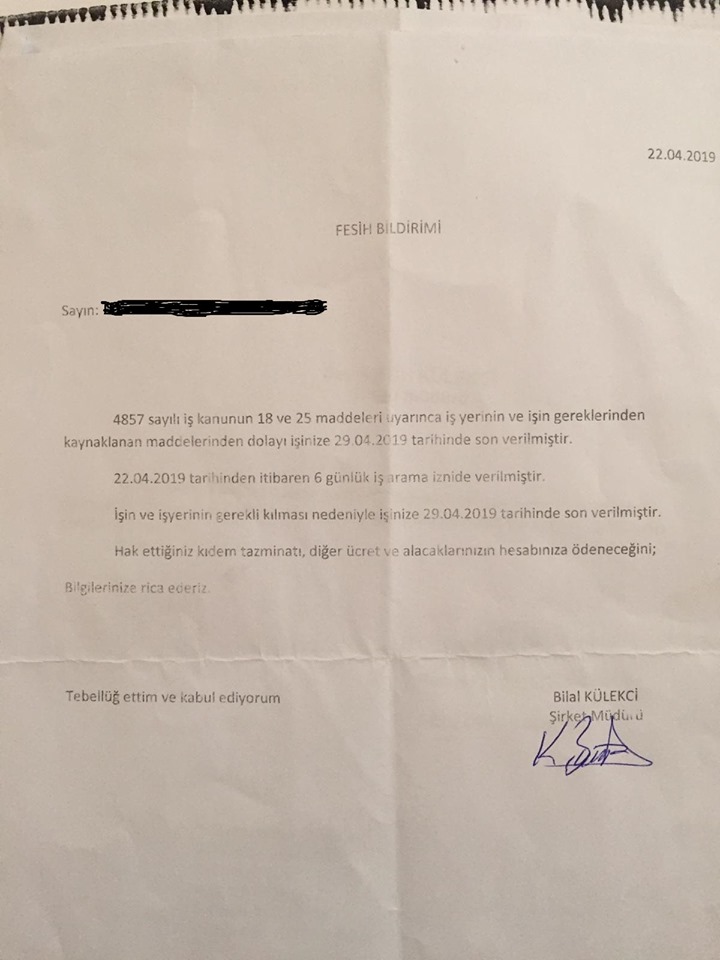 22.04.2019
FESİH BİLDİRİMİ
Sayın:
4857 sayılı iş kanunun 18 ve 25 maddeleri uyarınca iş yerinin ve işin gereklerinden
kaynaklanan maddelerinden dolayı işinize 29.04.2019 tarihinde son verilmiştir.
22.04.2019 tarihinden itibaren 6 günlük iş arama iznide verilmiştir.
İşin ve işyerinin gerekli kılması nedeniyle işinize 29.04.2019 tarihinde son verilmiştir.
Hak ettiğiniz kıdem tazminatı, diğer ücret ve alacaklarınızın hesabınıza ödeneceğini;
Bilgilerinize rica ederiz.
Tebellüğ ettim ve kabul ediyorum
Bilal KÜLEKCİ
Şirket Müdürü